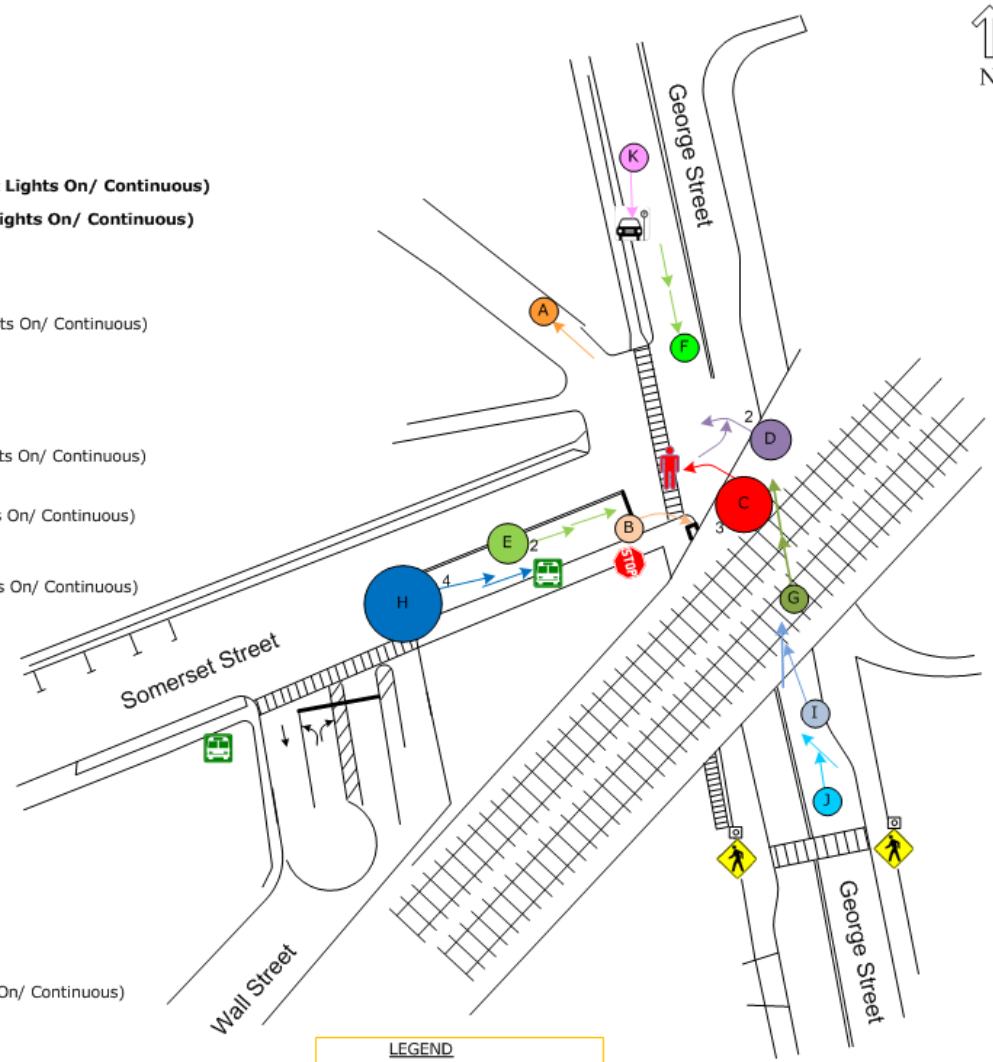 N
George Street
K
Lights On/ Continuous)
ights On/ Continuous)
A
ts On/ Continuous)
F
2
D
ts On/ Continuous)
C
3
s On/ Continuous)
B
E
2
STOP
s On/ Continuous)
4
H
G
Somerset Street
I
J
George Street
Wall Street
On/ Continuous)
LEGEND